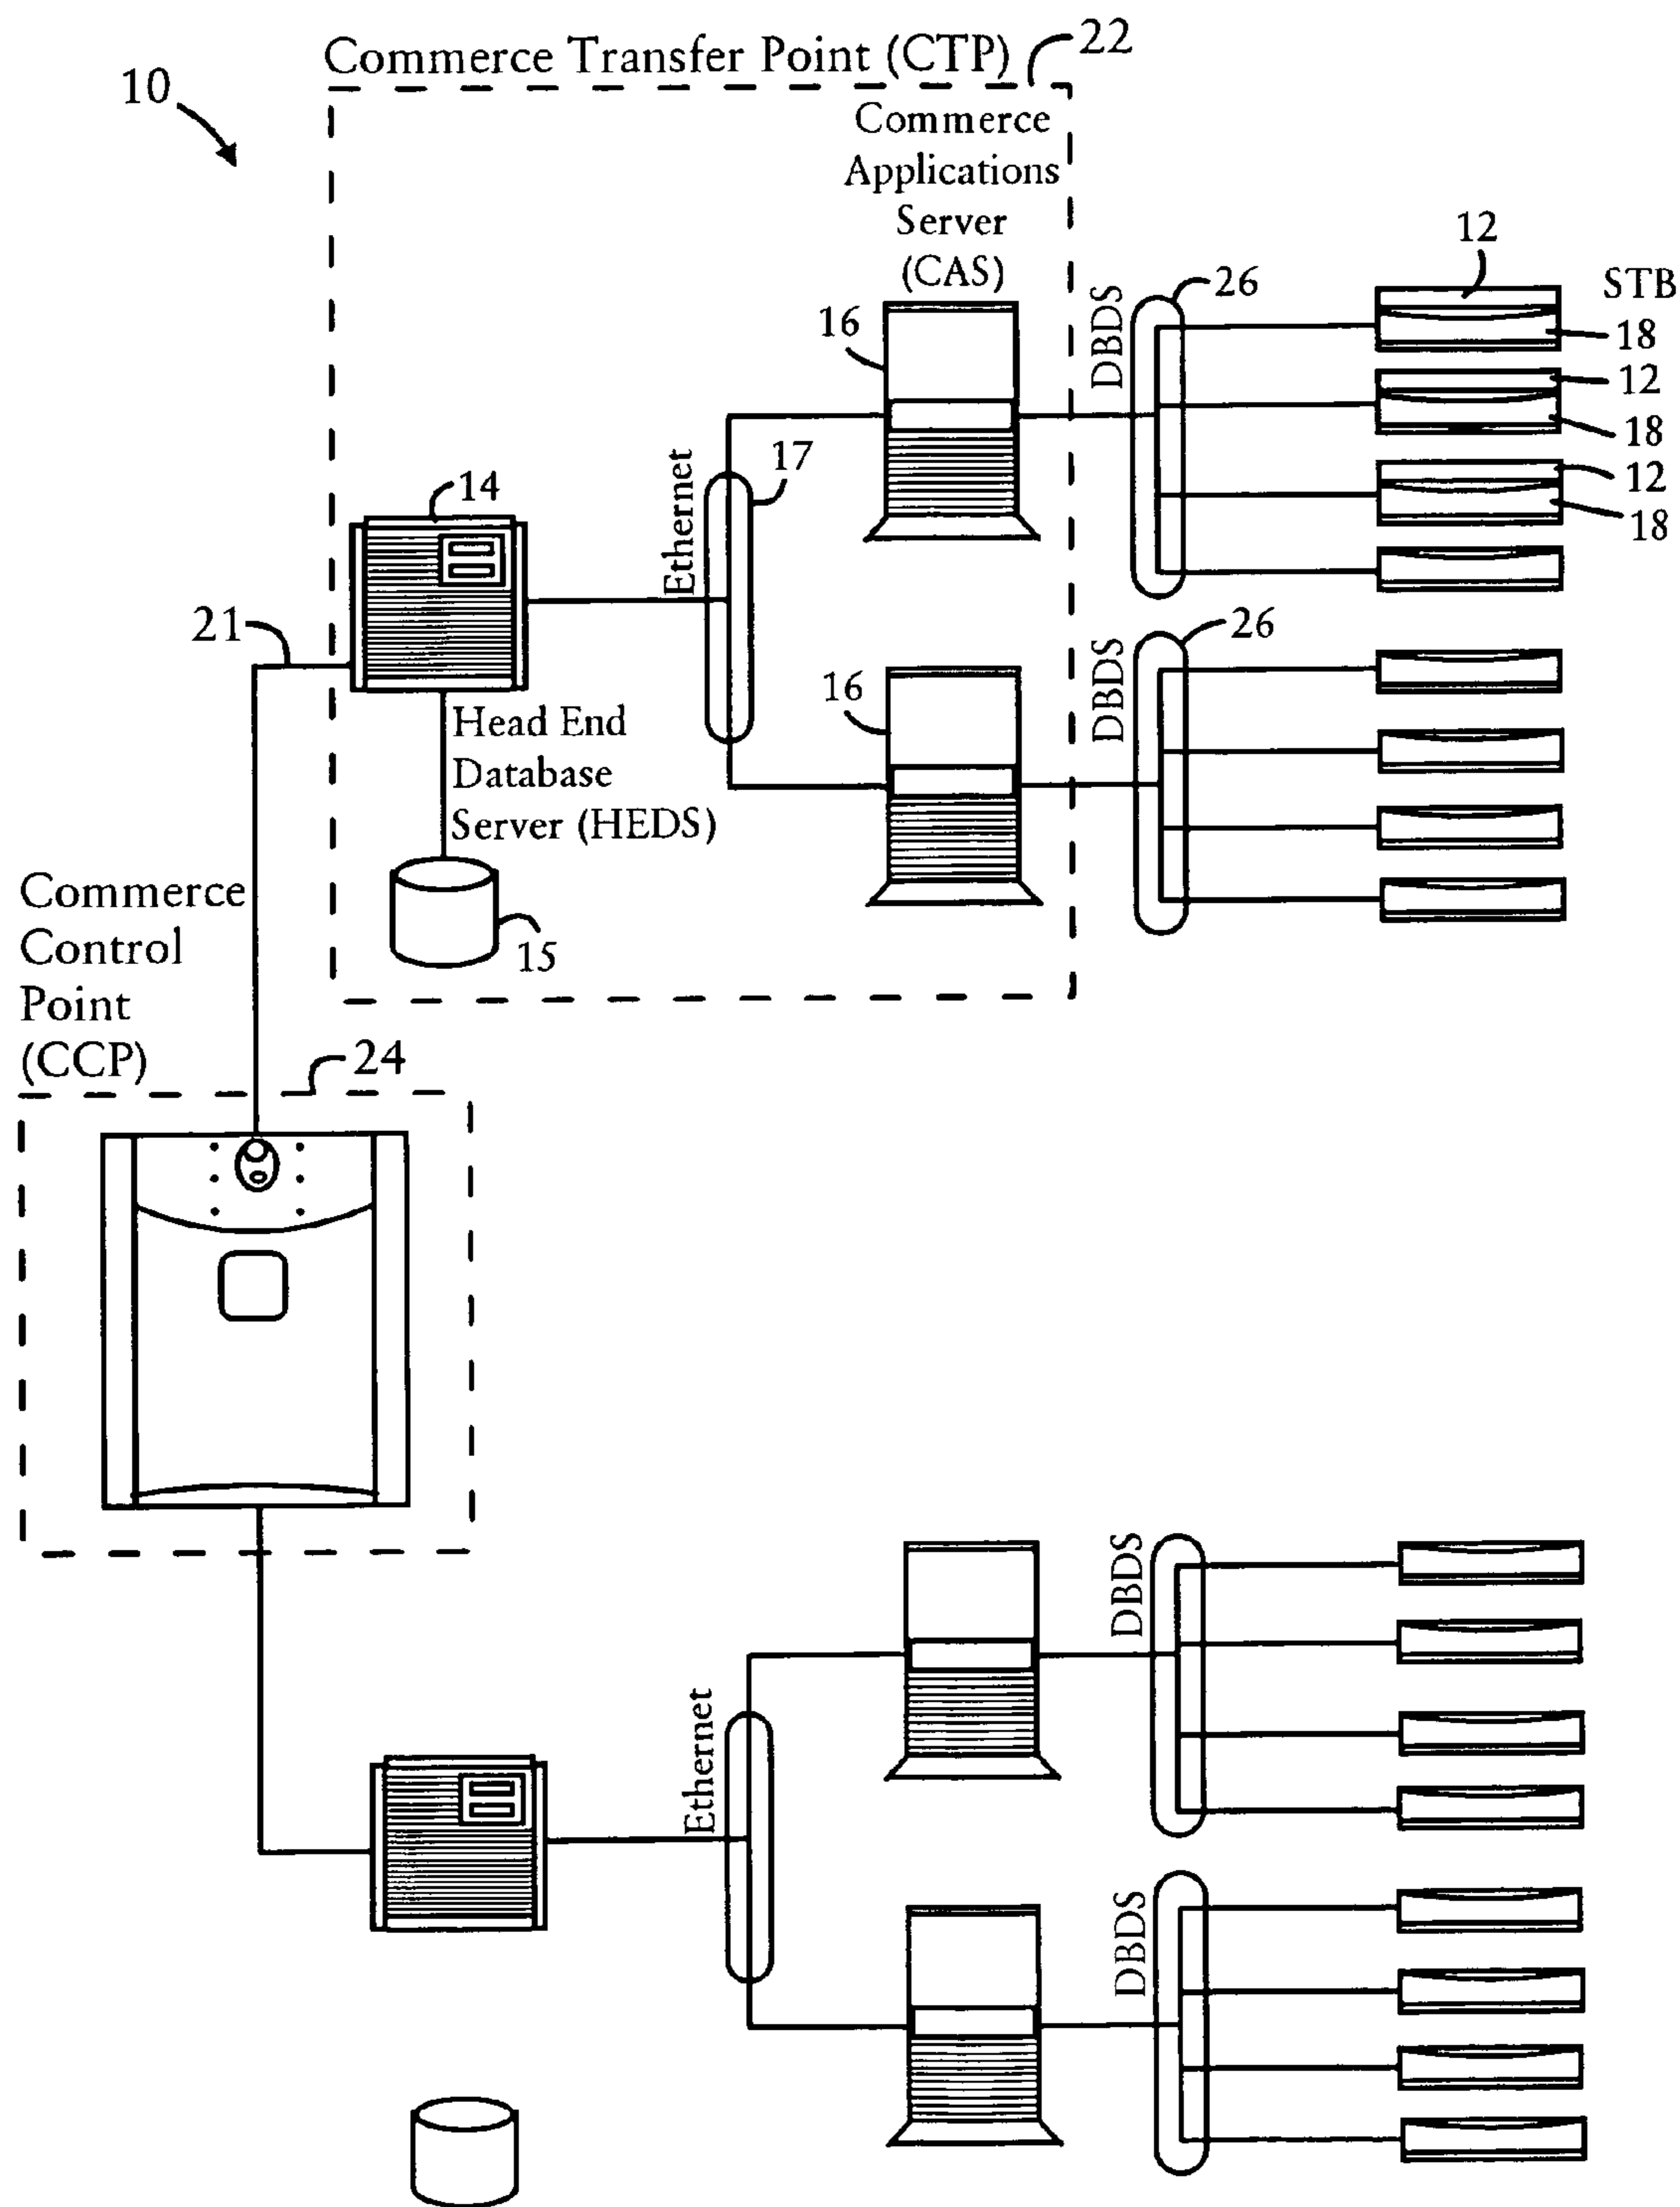 Commerce Transfer Point (CTP)
22
10
Commerce
Applications
Server
(CAS)
16
DBDS
26
12
STB
18
12
18
12
18
Ethernet
17
14
21
Head End
Database
Server (HEDS)
15
16
DBDS
26
Commerce
Control
Point
(CCP)
24
DBDS
Ethernet
DBDS